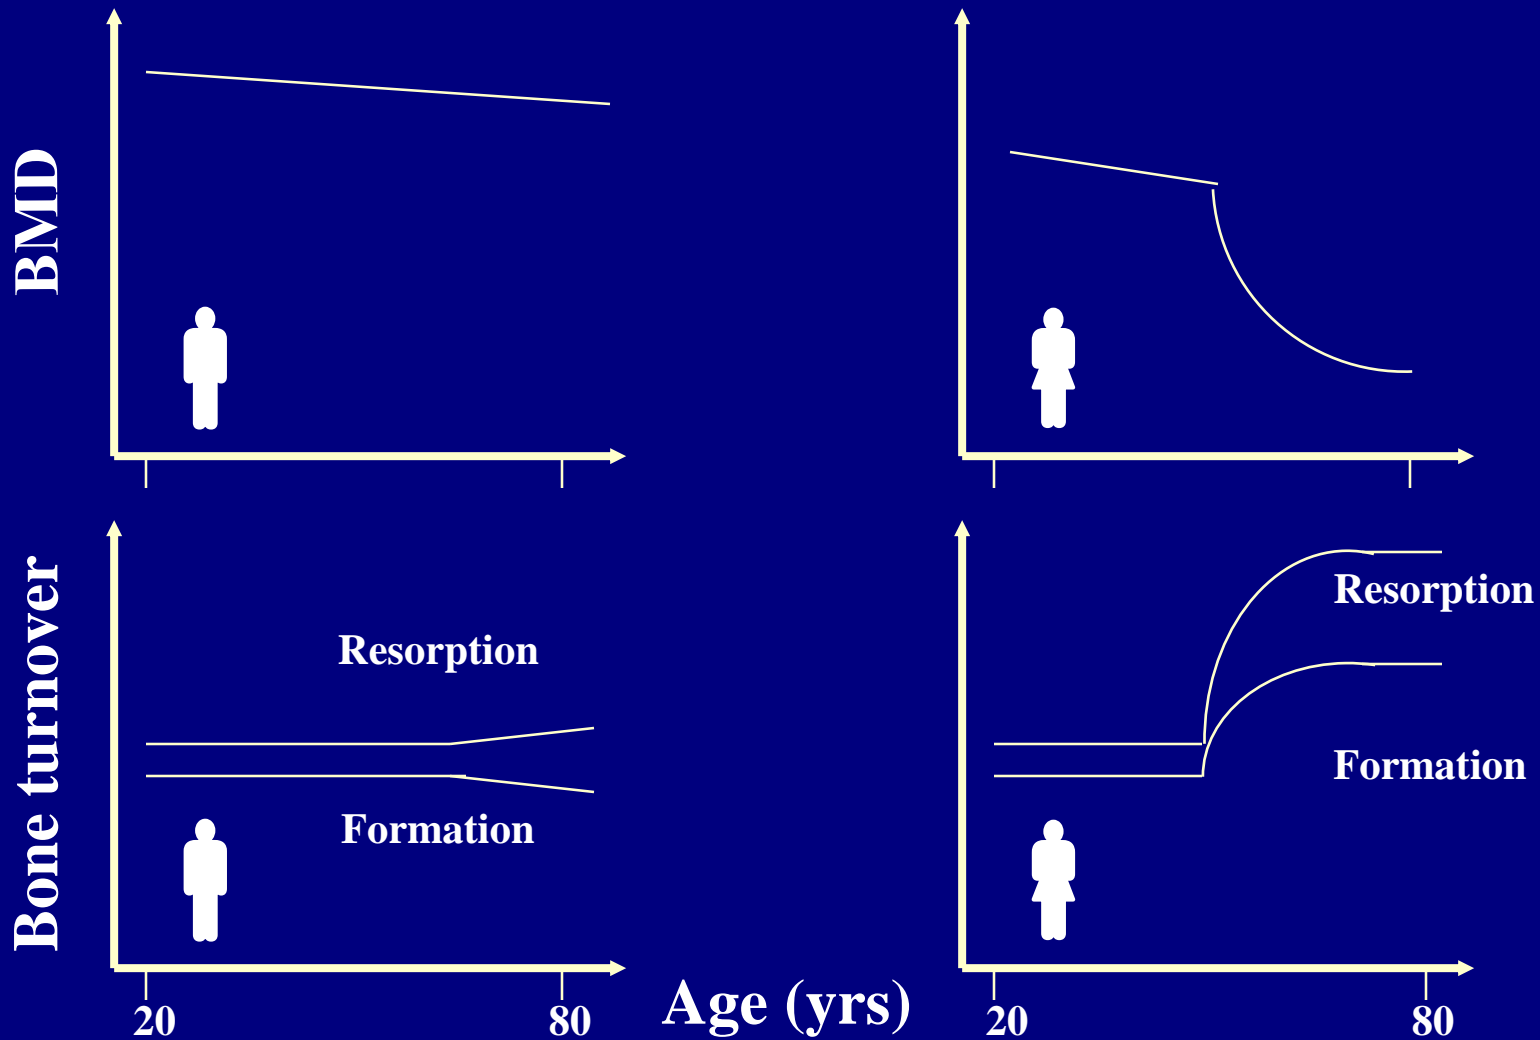 BMD
Bone turnover
Resorption
Formation
Resorption
Formation
20
80
Age (yrs)
20
80